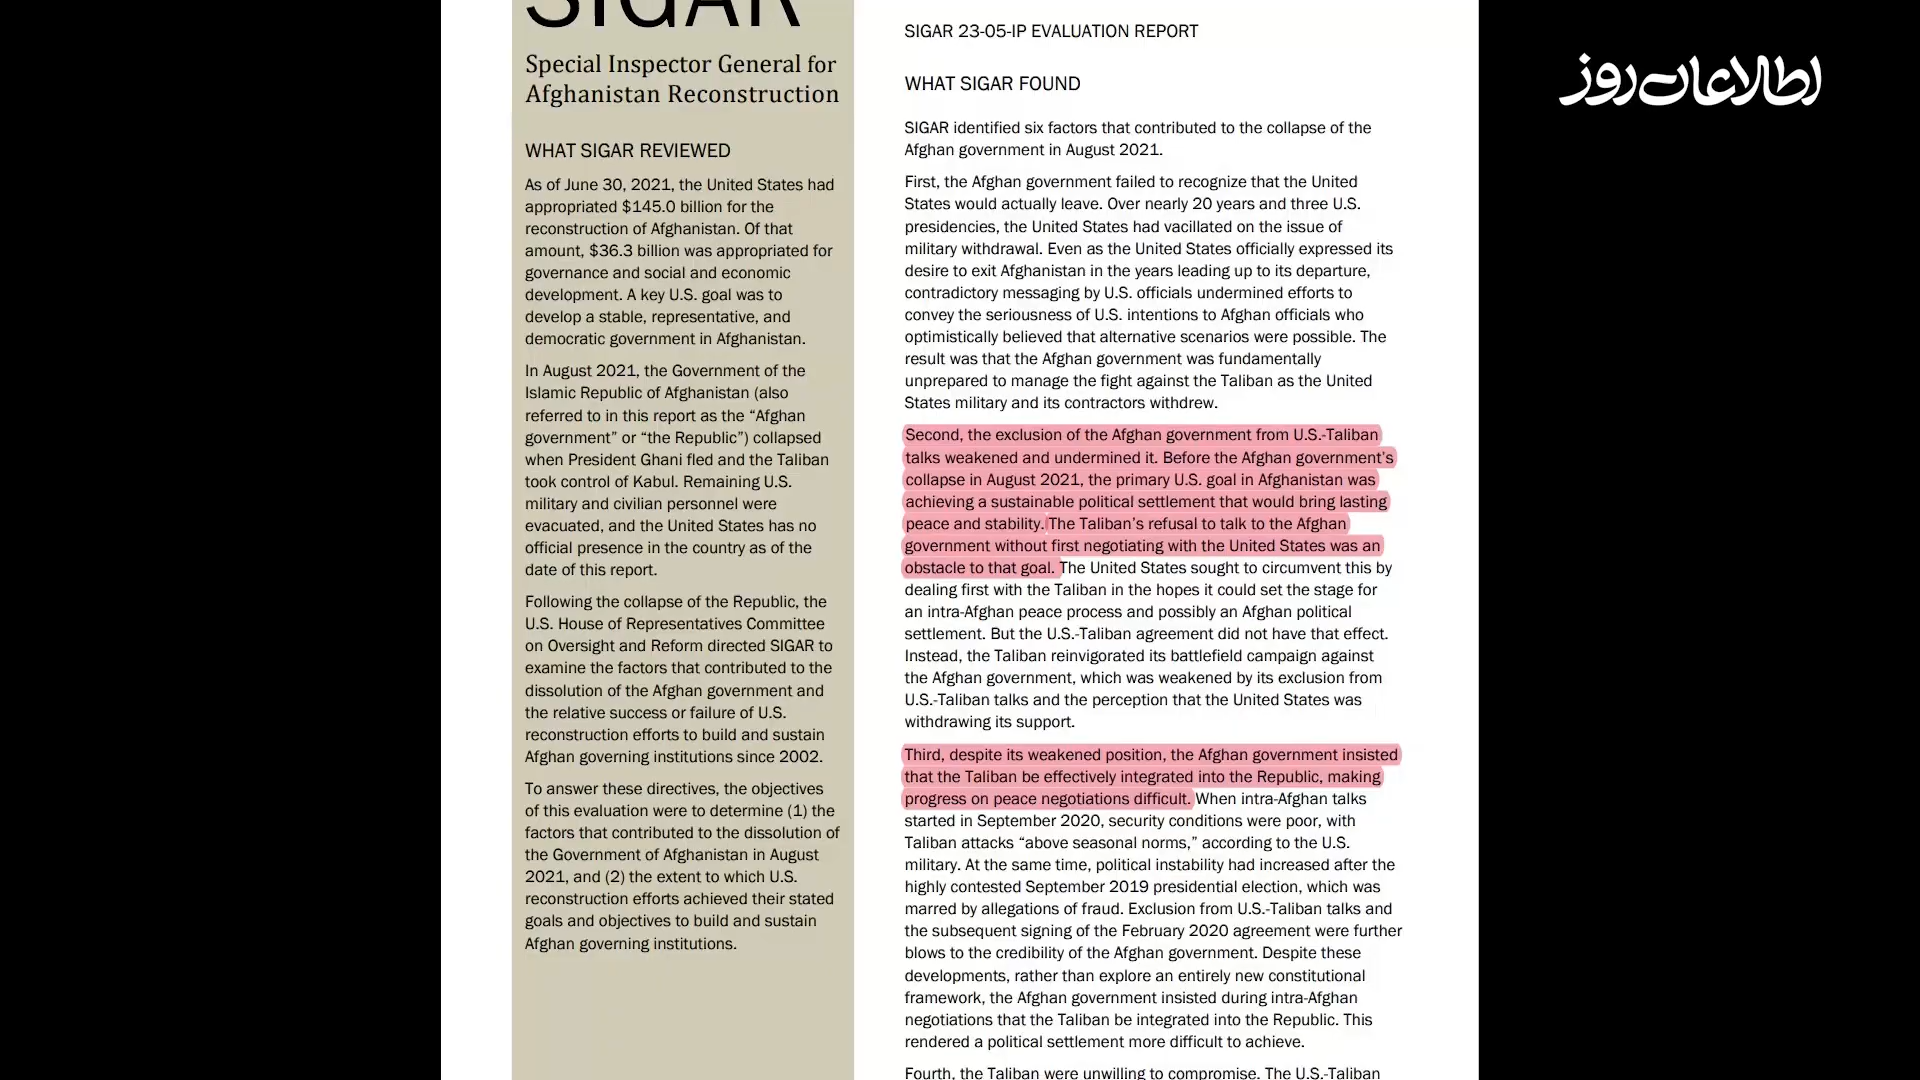 SIGAR
Special Inspector General for
Afghanistan Reconstruction
WHAT SIGAR REVIEWED
As of June 30, 2021, the United States had
appropriated $145.0 billion for the
reconstruction of Afghanistan. Of that
amount, $36.3 billion was appropriated for
governance and social and economic
development. A key U.S. goal was to
develop a stable, representative, and
democratic government in Afghanistan.
In August 2021, the Government of the
Islamic Republic of Afghanistan (also
referred to in this report as the “Afghan
government” or “the Republic”) collapsed
when President Ghani fled and the Taliban
took control of Kabul. Remaining U.S.
military and civilian personnel were
evacuated, and the United States has no
official presence in the country as of the
date of this report.
Following the collapse of the Republic, the
U.S. House of Representatives Committee
on Oversight and Reform directed SIGAR to
examine the factors that contributed to the
dissolution of the Afghan government and
the relative success or failure of U.S.
reconstruction efforts to build and sustain
Afghan governing institutions since 2002.
To answer these directives, the objectives
of this evaluation were to determine (1) the
factors that contributed to the dissolution of
the Government of Afghanistan in August
2021, and (2) the extent to which U.S.
reconstruction efforts achieved their stated
goals and objectives to build and sustain
Afghan governing institutions.
SIGAR 23-05-IP EVALUATION REPORT
WHAT SIGAR FOUND
SIGAR identified six factors that contributed to the collapse of the
Afghan government in August 2021.
First, the Afghan government failed to recognize that the United
States would actually leave. Over nearly 20 years and three U.S.
presidencies, the United States had vacillated on the issue of
military withdrawal. Even as the United States officially expressed its
desire to exit Afghanistan in the years leading up to its departure,
contradictory messaging by U.S. officials undermined efforts to
convey the seriousness of U.S. intentions to Afghan officials who
optimistically believed that alternative scenarios were possible. The
result was that the Afghan government was fundamentally
unprepared to manage the fight against the Taliban as the United
States military and its contractors withdrew.
Second, the exclusion of the Afghan government from U.S.-Taliban
talks weakened and undermined it. Before the Afghan government’s
collapse in August 2021, the primary U.S. goal in Afghanistan was
achieving a sustainable political settlement that would bring lasting
peace and stability. The Taliban’s refusal to talk to the Afghan
government without first negotiating with the United States was an
obstacle to that goal. The United States sought to circumvent this by
dealing first with the Taliban in the hopes it could set the stage for
an intra-Afghan peace process and possibly an Afghan political
settlement. But the U.S.-Taliban agreement did not have that effect.
Instead, the Taliban reinvigorated its battlefield campaign against
the Afghan government, which was weakened by its exclusion from
U.S.-Taliban talks and the perception that the United States was
withdrawing its support.
Third, despite its weakened position, the Afghan government insisted
that the Taliban be effectively integrated into the Republic, making
progress on peace negotiations difficult. When intra-Afghan talks
started in September 2020, security conditions were poor, with
Taliban attacks “above seasonal norms,” according to the U.S.
military. At the same time, political instability had increased after the
highly contested September 2019 presidential election, which was
marred by allegations of fraud. Exclusion from U.S.-Taliban talks and
the subsequent signing of the February 2020 agreement were further
blows to the credibility of the Afghan government. Despite these
developments, rather than explore an entirely new constitutional
framework, the Afghan government insisted during intra-Afghan
negotiations that the Taliban be integrated into the Republic. This
rendered a political settlement more difficult to achieve.
Fourth, the Taliban were unwilling to compromise. The U.S.-Taliban
اطلاعات روز